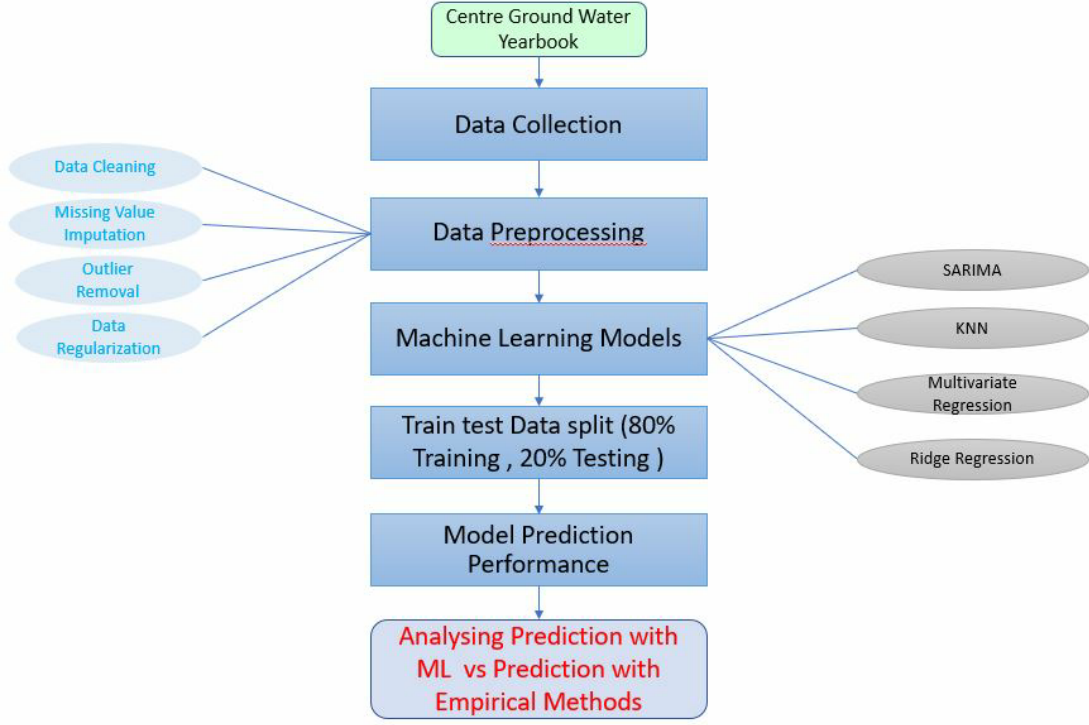 Centre Ground Water
Yearbook
Data Collection
Data Cleaning
Missing Value
Imputation
Outlier
Removal
Data
Regularization
Data Preprocessing
Machine Learning Models
SARIMA
KNN
Multivariate
Regression
Ridge Regression
Train test Data split (80%
Training , 20% Testing )
Model Prediction
Performance
Analysing Prediction with
ML  vs Prediction with
Empirical Methods